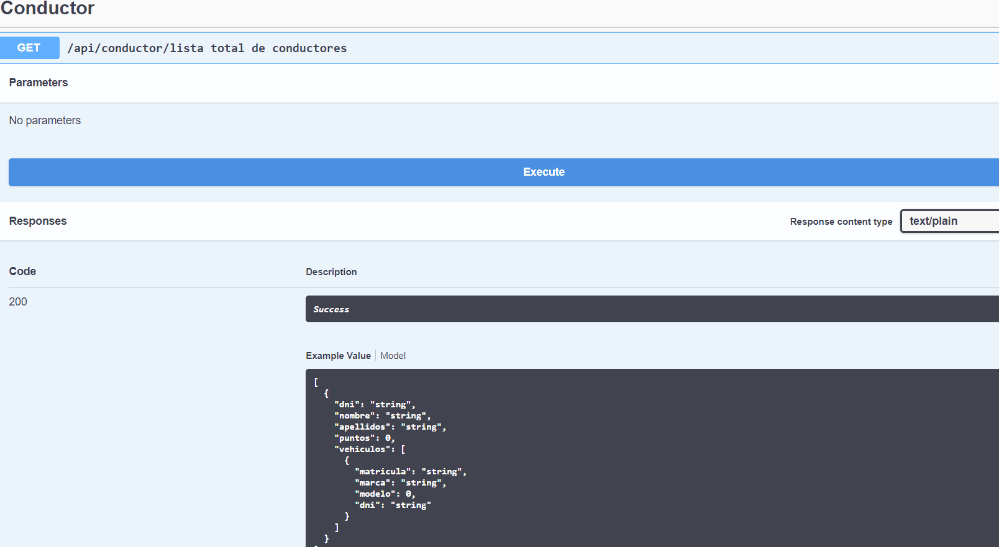 Conductor
GET /api/conductor/lista total de conductores
Parameters
No parameters
Execute
Responses
Response content type text/plain
Code Description
200
Success
Example Value Model
[
{
"dni": "string",
"nombre": "string",
"apellidos": "string",
"puntos": 0,
"vehiculos": [
{
"matricula": "string",
"marca": "string",
"modelo": 0,
"dni": "string"
}
]
}